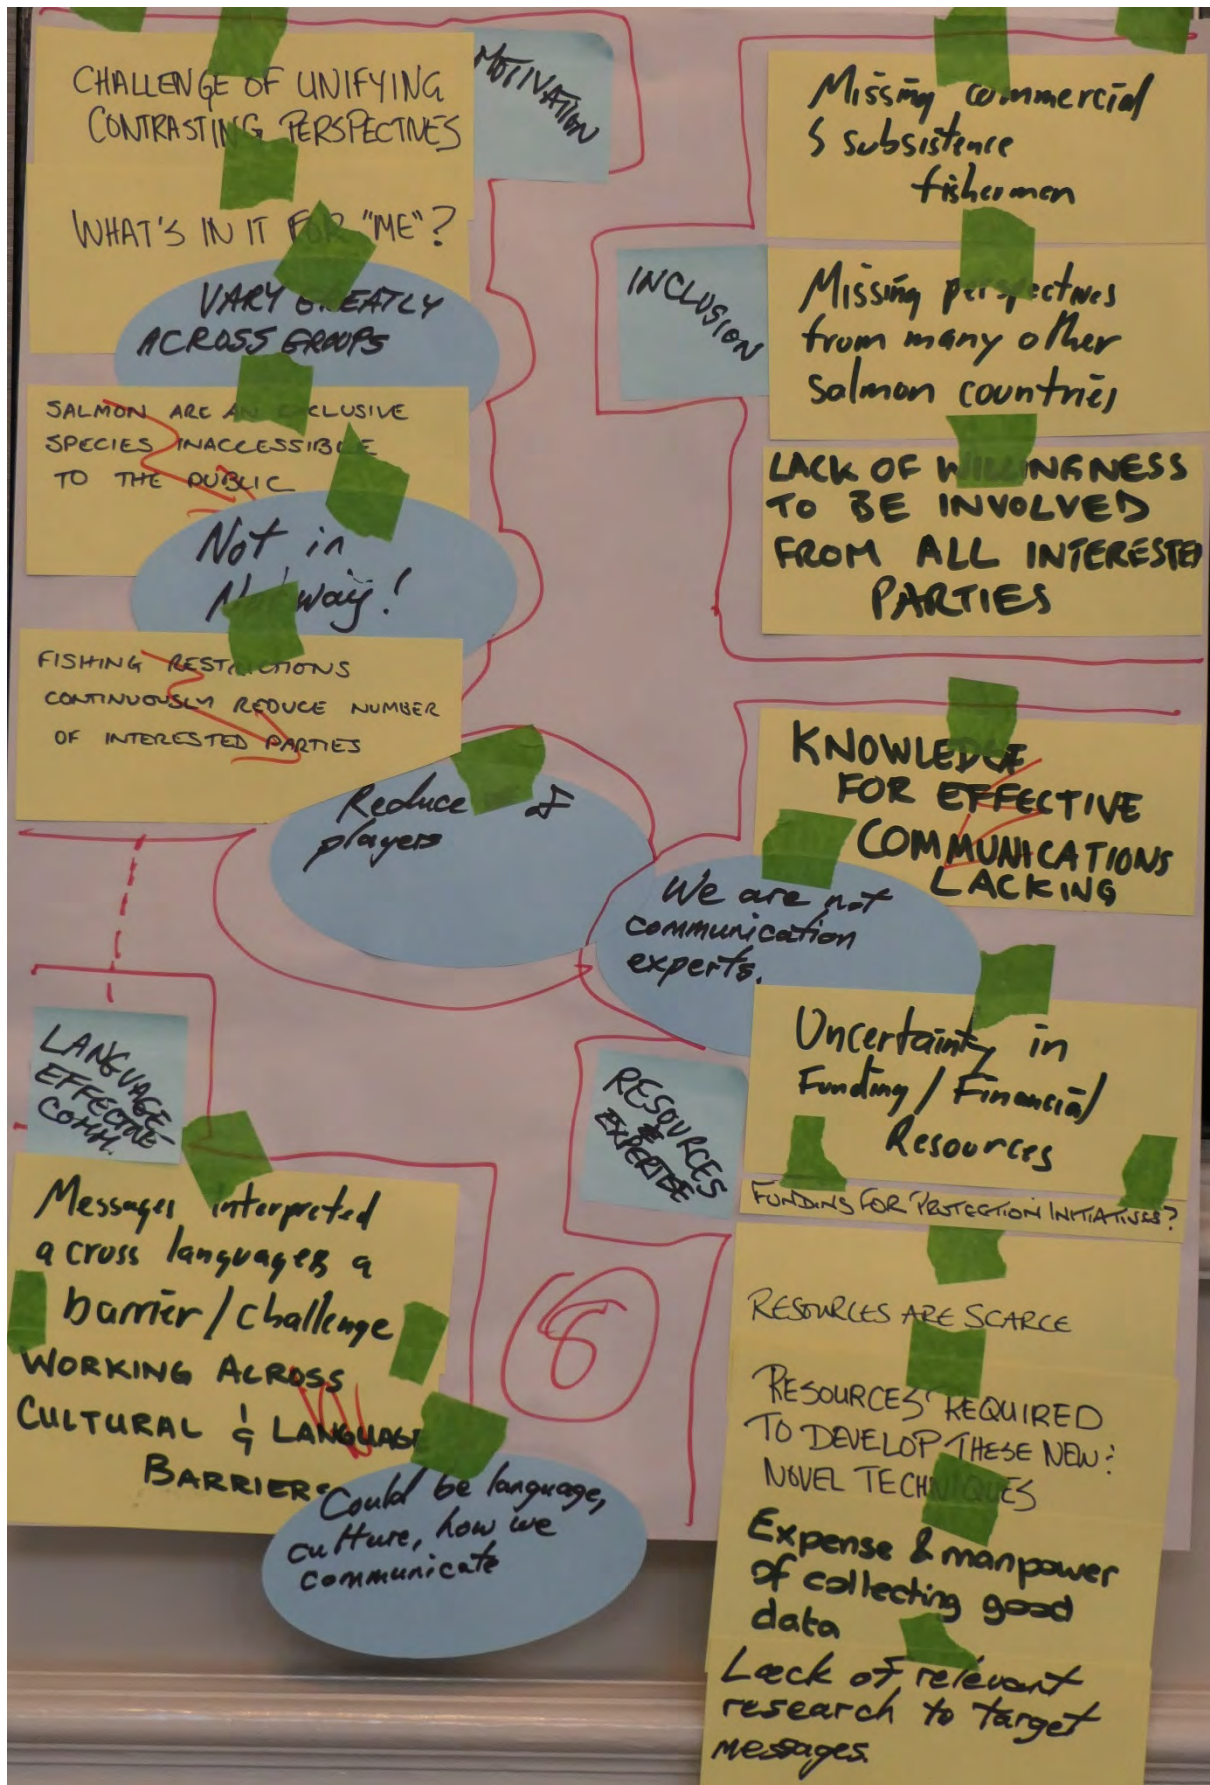 MOTIVATION
CHALLENGE OF UNIFYING
CONTRASTING PERSPECTIVES
WHAT'S IN IT FOR "ME"?
VARY GREATLY
ACROSS GROUPS
SALMON ARE AN EXCLUSIVE
SPECIES INACCESSIBLE
TO THE PUBLIC
Not in
Norway!
FISHING RESTRICTIONS
CONTINUOUSLY REDUCE NUMBER
OF INTERESTED PARTIES
Reduce # of
players
INCLUSION
Missing commercial
& subsistence
fishermen
Missing perspectives
from many other
salmon countries
LACK OF WILLINGNESS
TO BE INVOLVED
FROM ALL INTERESTED
PARTIES
KNOWLEDGE
FOR EFFECTIVE
COMMUNICATIONS
LACKING
We are not
communication
experts.
RESOURCES
&
EXPERTISE
Uncertainty in
Funding / Financial
Resources
FUNDING FOR PROTECTION INITIATIVES?
RESOURCES ARE SCARCE
RESOURCES REQUIRED
TO DEVELOP THESE NEW:
NOVEL TECHNIQUES
Expense & manpower
of collecting good
data
Lack of relevant
research to target
messages.
LANGUAGE
EFFECTIVE
COMM.
Messages interpreted
across languages a
barrier / challenge
WORKING ACROSS
CULTURAL & LANGUAGE
BARRIERS
Could be language,
culture, how we
communicate
8